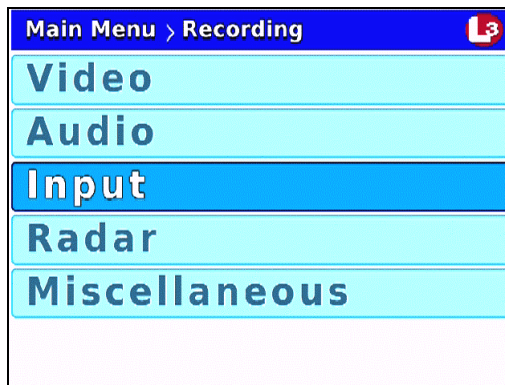 Main Menu > Recording
L3
Video
Audio
Input
Radar
Miscellaneous